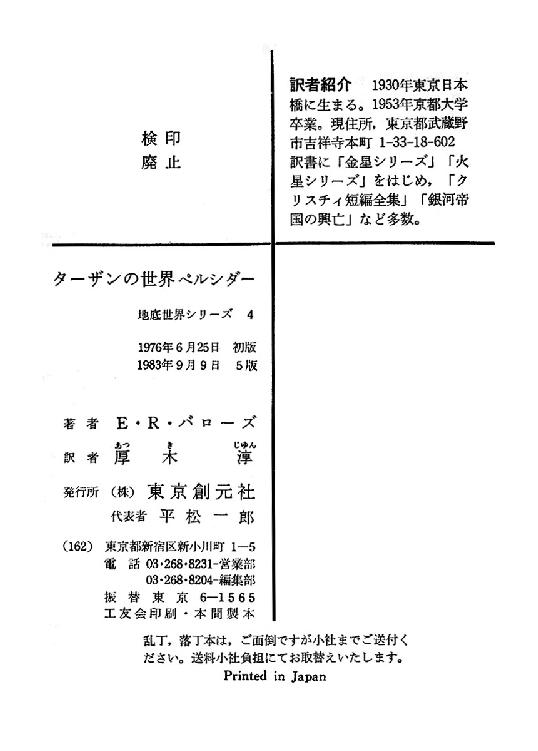 検印
廃止
訳者紹介 1930年東京日本
橋に生まる。1953年京都大学
卒業。現住所,東京都武蔵野
市吉祥寺本町 1-33-18-602
訳書に「金星シリーズ」「火
星シリーズ」をはじめ,「ク
リスティ短編全集」「銀河帝
国の興亡」など多数。
ターザンの世界ペルシダー
地底世界シリーズ 4
1976年6月25日 初版
1983年9月9日 5版
著者 E・R・バローズ
あつ き じゅん
訳者 厚木淳
発行所 (株) 東京創元社
代表者 平松一郎
(162) 東京都新宿区新小川町 1—5
電話 03・268・8231-営業部
03・268・8204-編集部
振替東京 6—1565
工友会印刷・本間製本
乱丁,落丁本は,ご面倒ですが小社までご送付く
ださい。送料小社負担にてお取替えいたします。
Printed in Japan